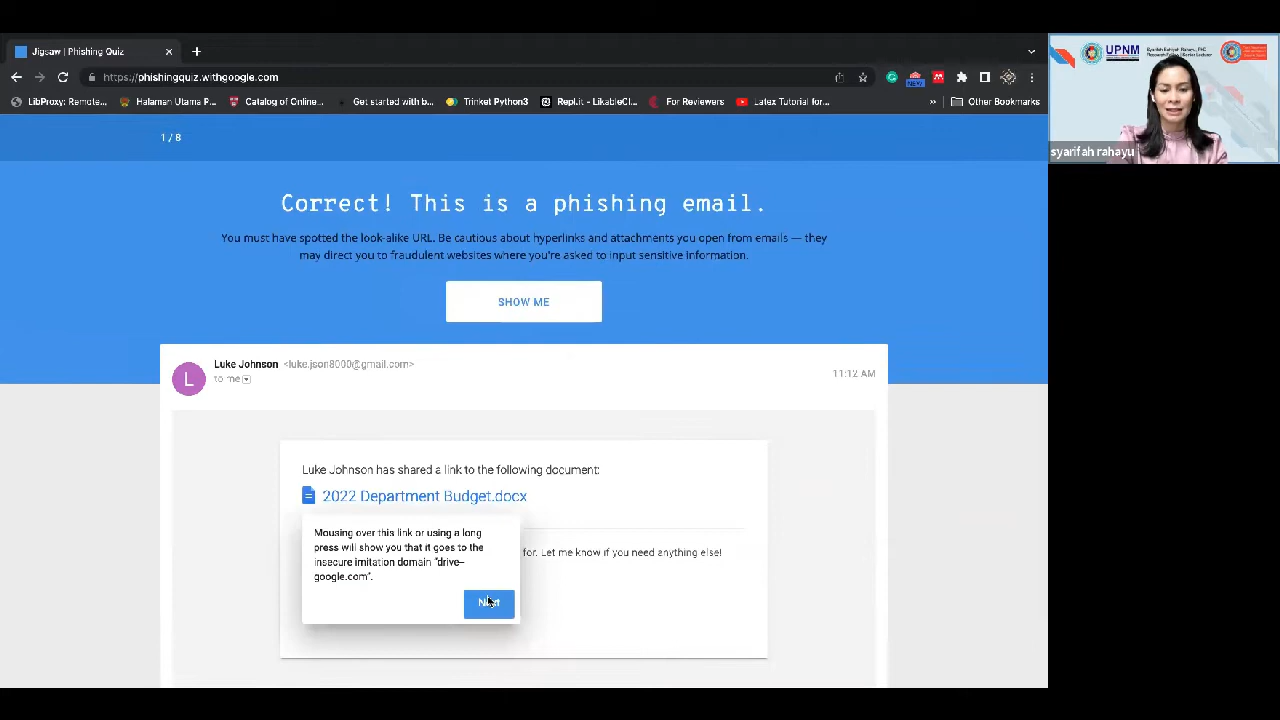 Jigsaw | Phishing Quiz
https://phishingquiz.withgoogle.com
LibProxy: Remote...
Halaman Utama P...
Catalog of Online...
Get started with b...
Trinket Python3
Repl.it - LikableCl...
For Reviewers
Latex Tutorial for...
»
Other Bookmarks
NEW
UPNM
syarifah rahayu
1 / 8
Correct! This is a phishing email.
You must have spotted the look-alike URL. Be cautious about hyperlinks and attachments you open from emails — they
may direct you to fraudulent websites where you're asked to input sensitive information.
SHOW ME
L
Luke Johnson <luke.json8000@gmail.com>
to me
11:12 AM
Luke Johnson has shared a link to the following document:
2022 Department Budget.docx
Mousing over this link or using a long
press will show you that it goes to the
insecure imitation domain “drive–
google.com”.
for. Let me know if you need anything else!
Next